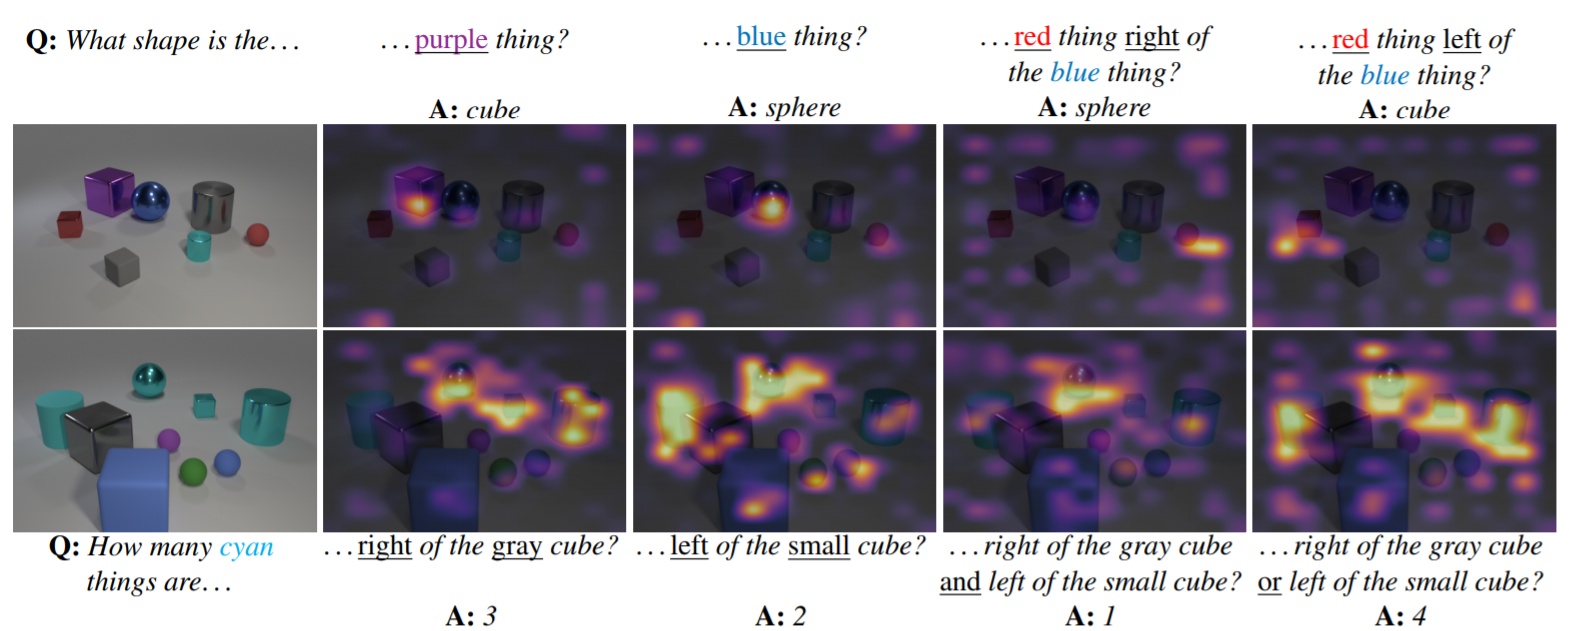 Q: What shape is the...
...purple thing?
A: cube
...blue thing?
A: sphere
...red thing right of
the blue thing?
A: sphere
...red thing left of
the blue thing?
A: cube
Q: How many cyan
things are...
...right of the gray cube?
A: 3
...left of the small cube?
A: 2
...right of the gray cube
and left of the small cube?
A: 1
...right of the gray cube
or left of the small cube?
A: 4